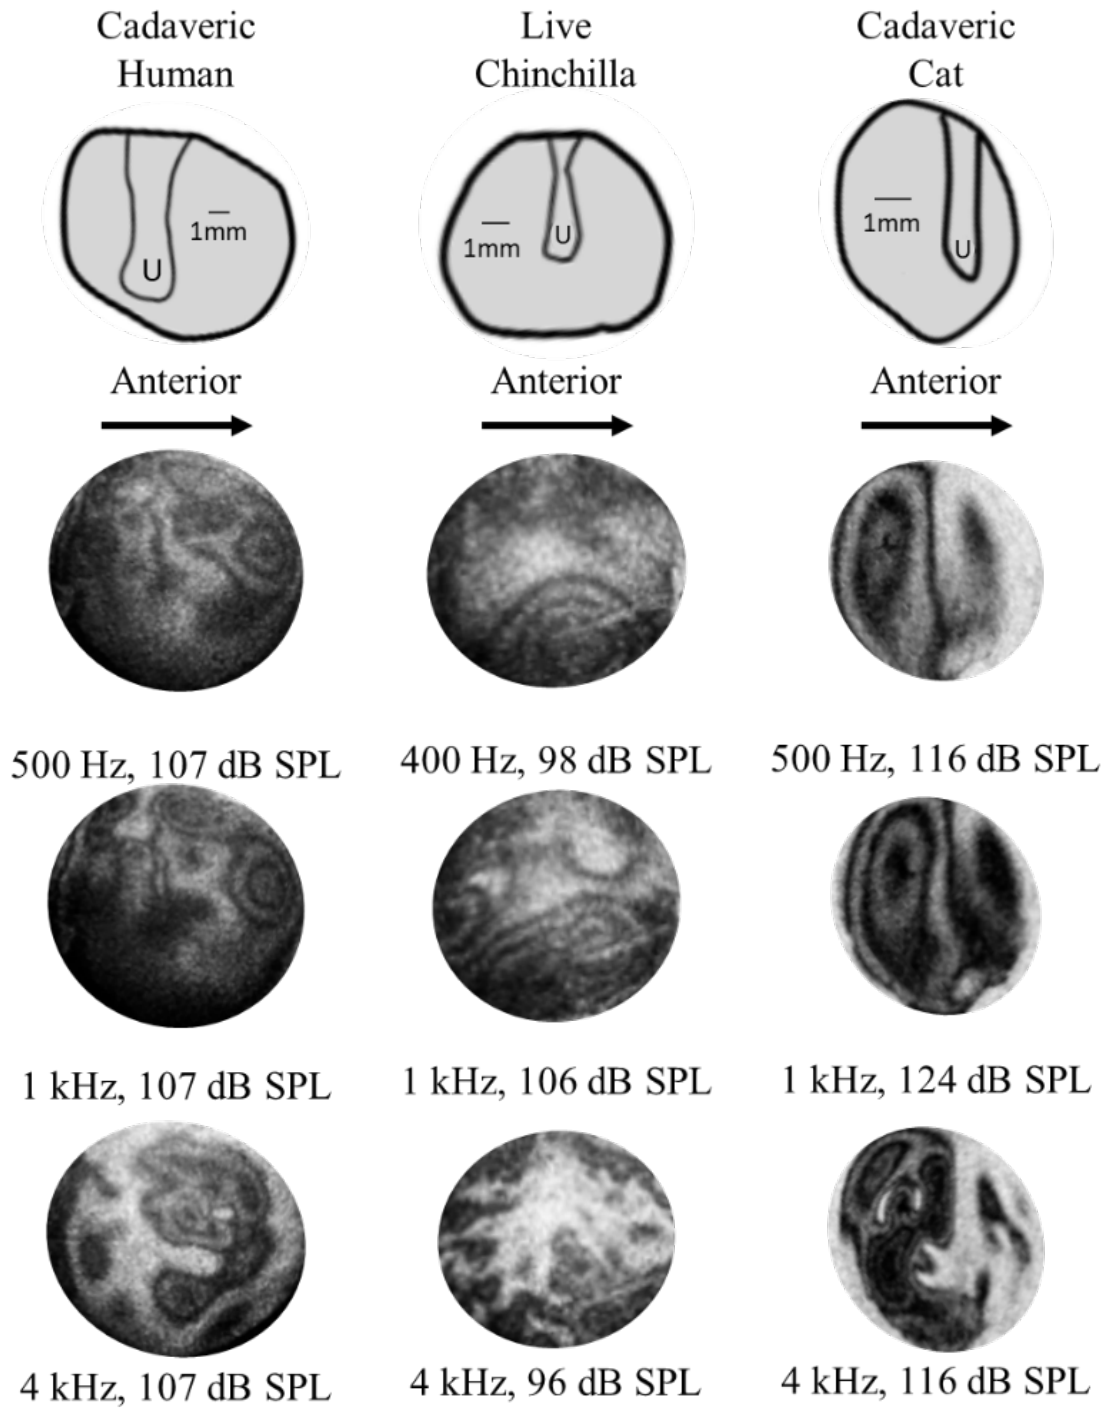 Cadaveric Human
Live Chinchilla
Cadaveric Cat
1mm
U
1mm
U
1mm
U
Anterior
Anterior
Anterior
500 Hz, 107 dB SPL
400 Hz, 98 dB SPL
500 Hz, 116 dB SPL
1 kHz, 107 dB SPL
1 kHz, 106 dB SPL
1 kHz, 124 dB SPL
4 kHz, 107 dB SPL
4 kHz, 96 dB SPL
4 kHz, 116 dB SPL